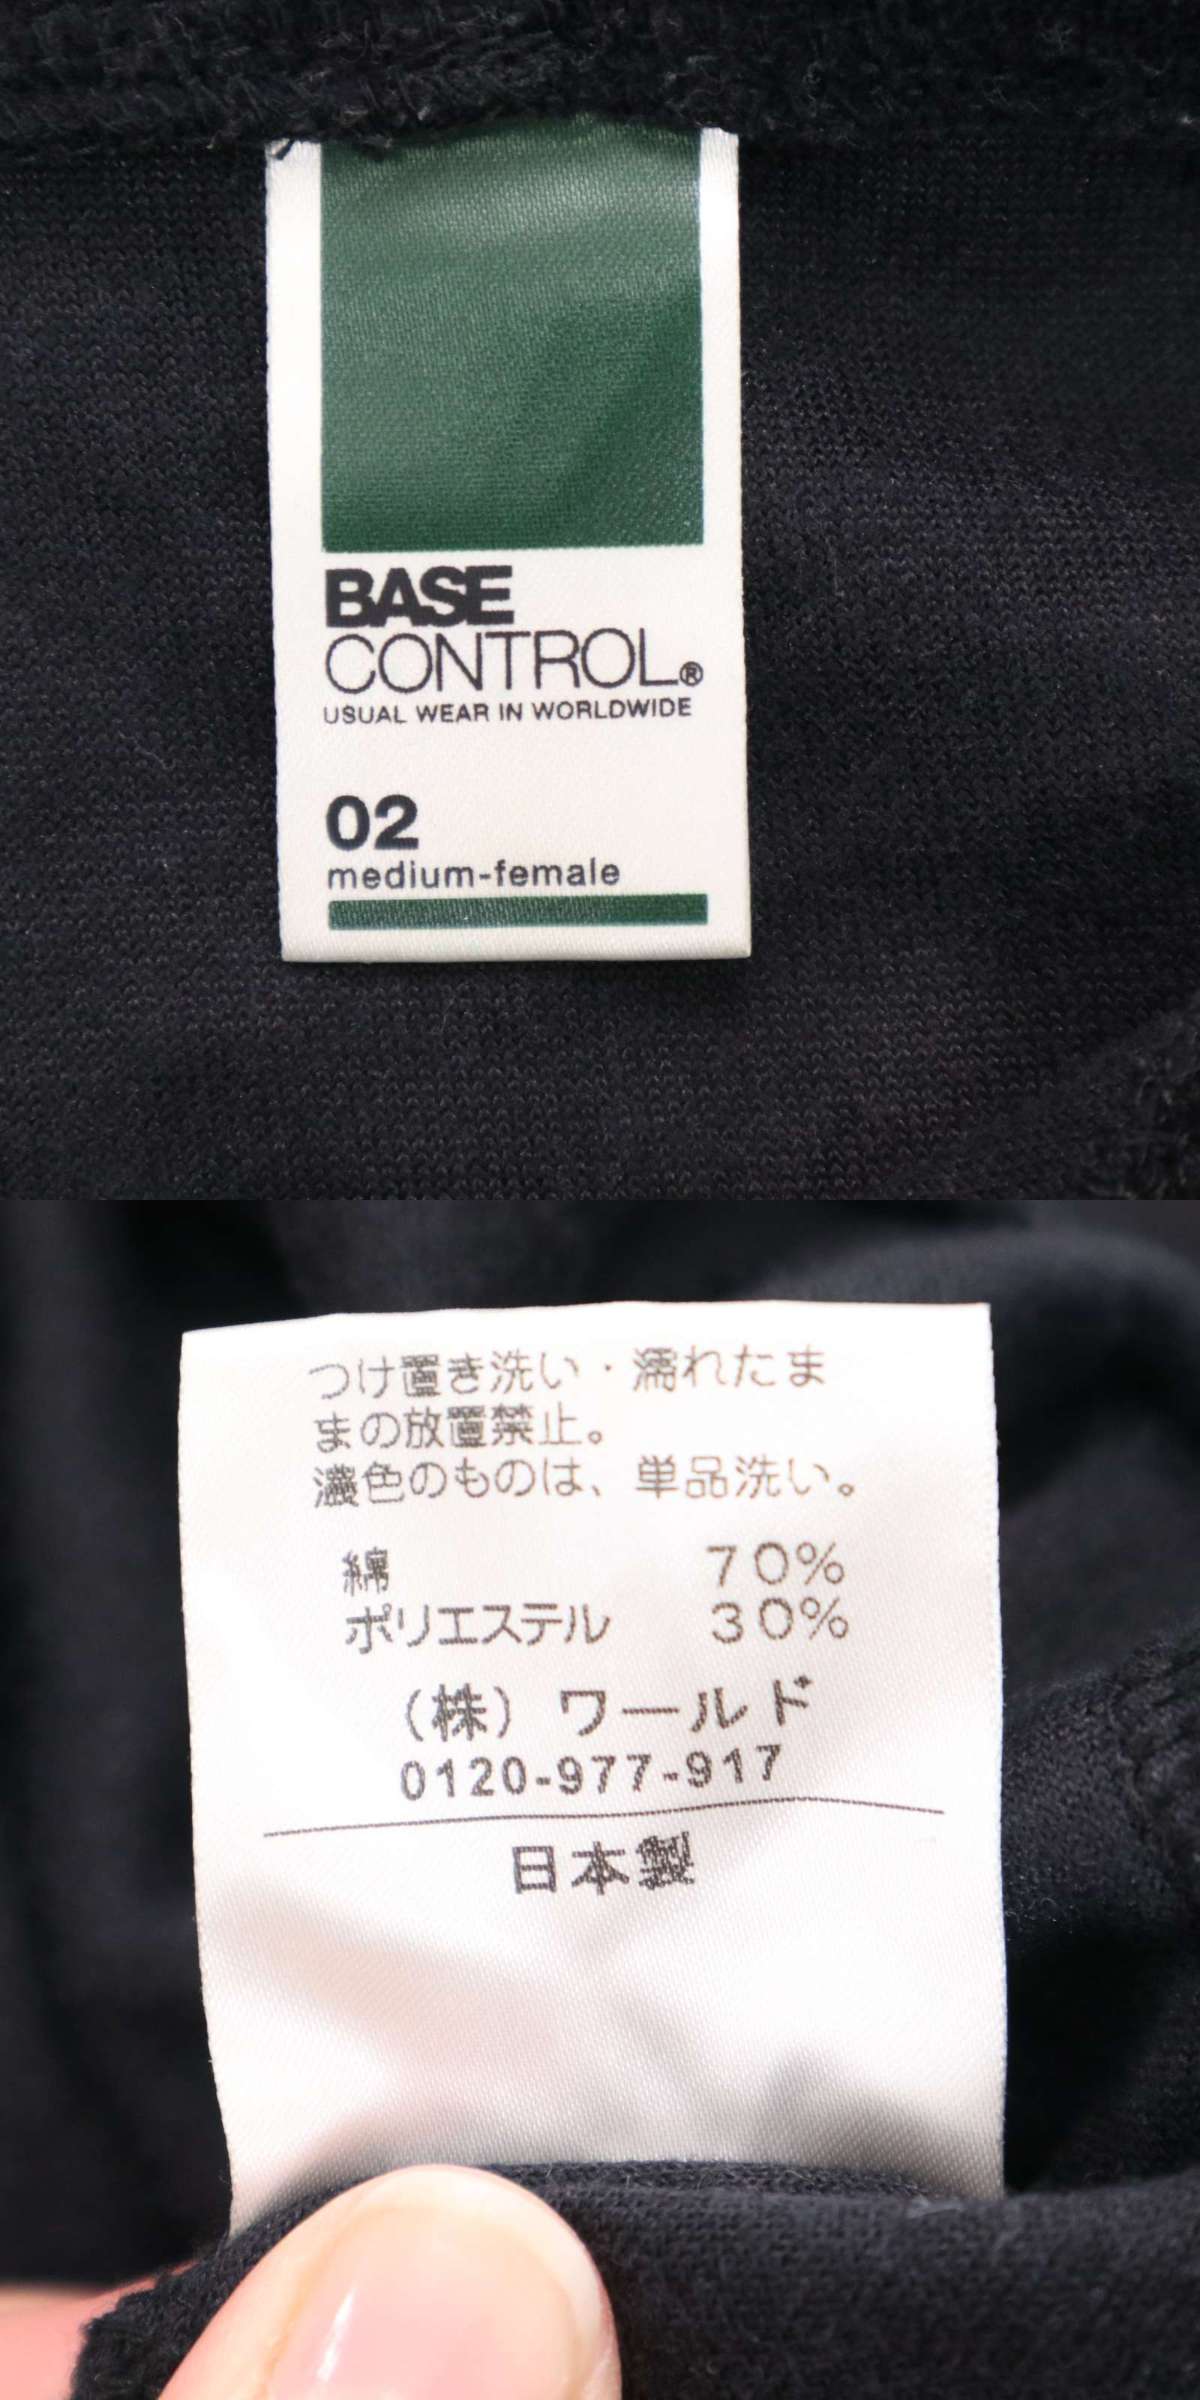 BASE
CONTROL®
USUAL WEAR IN WORLDWIDE
02
medium-female
つけ置き洗い・濡れたま
まの放置禁止。
濃色のものは、単品洗い。
綿 70%
ポリエステル 30%
(株)ワールド
0120-977-917
日本製